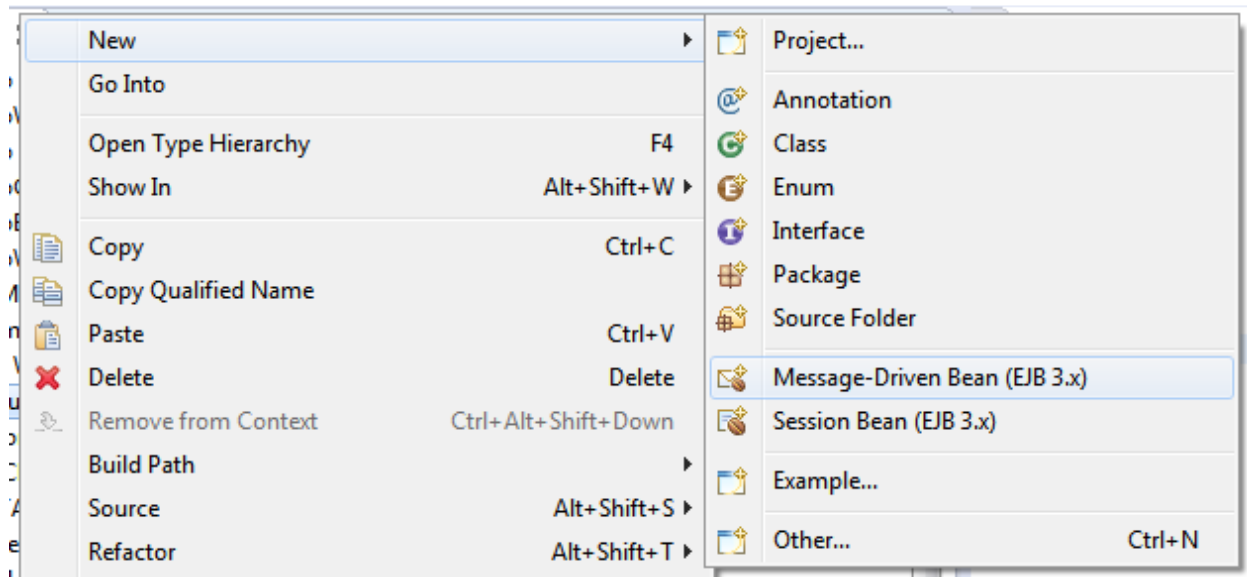 New
Go Into
Open Type Hierarchy F4
Show In Alt+Shift+W
Copy Ctrl+C
Copy Qualified Name
Paste Ctrl+V
Delete Delete
Remove from Context Ctrl+Alt+Shift+Down
Build Path
Source Alt+Shift+S
Refactor Alt+Shift+T
Project...
Annotation
Class
Enum
Interface
Package
Source Folder
Message-Driven Bean (EJB 3.x)
Session Bean (EJB 3.x)
Example...
Other... Ctrl+N